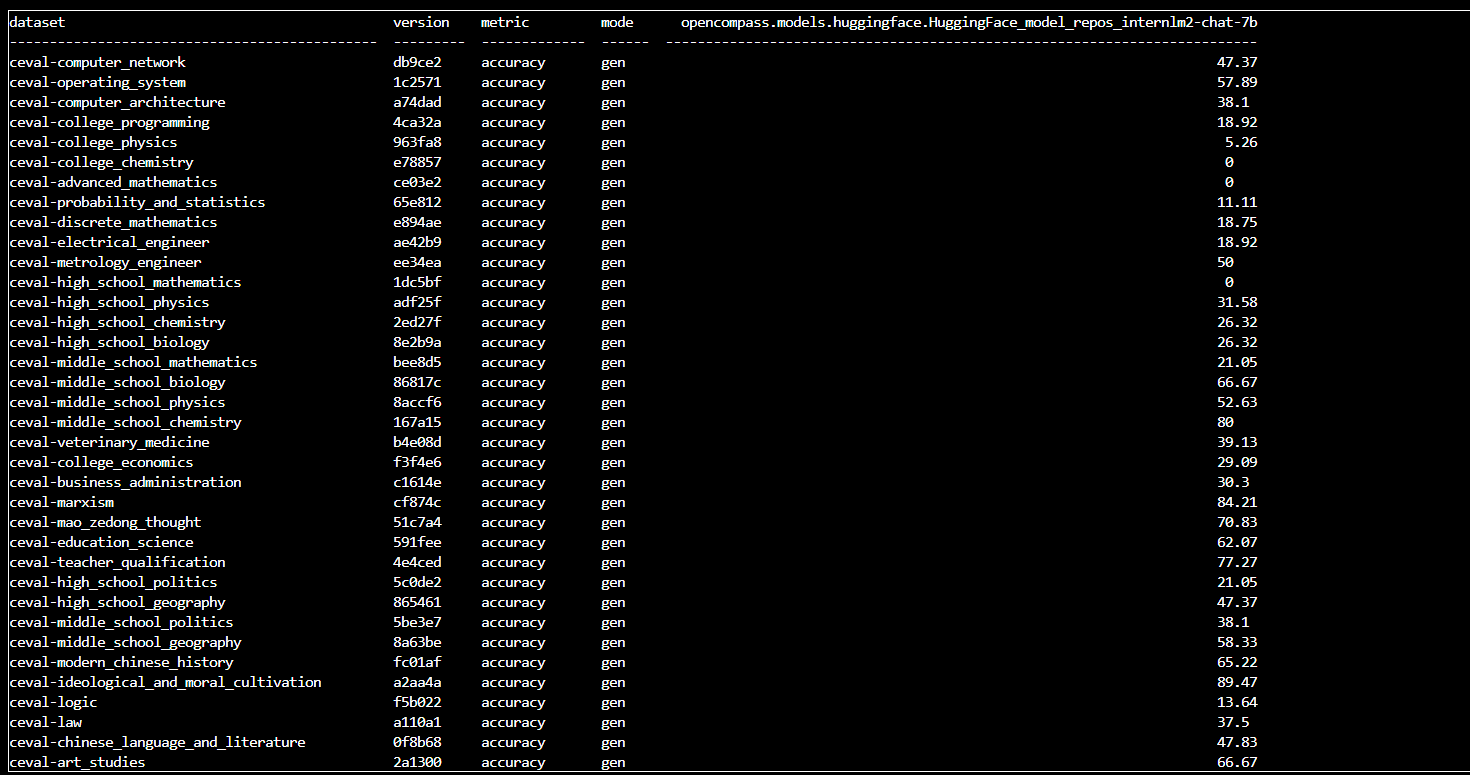 dataset version metric mode opencompass.models.huggingface.HuggingFace_model_repos_internlm2-chat-7b
---------------------------------------------- --------- ------------- ------ --------------------------------------------------------------------------
ceval-computer_network db9ce2 accuracy gen 47.37
ceval-operating_system 1c2571 accuracy gen 57.89
ceval-computer_architecture a74dad accuracy gen 38.1
ceval-college_programming 4ca32a accuracy gen 18.92
ceval-college_physics 963fa8 accuracy gen 5.26
ceval-college_chemistry e78857 accuracy gen 0
ceval-advanced_mathematics ce03e2 accuracy gen 0
ceval-probability_and_statistics 65e812 accuracy gen 11.11
ceval-discrete_mathematics e894ae accuracy gen 18.75
ceval-electrical_engineer ae42b9 accuracy gen 18.92
ceval-metrology_engineer ee34ea accuracy gen 50
ceval-high_school_mathematics 1dc5bf accuracy gen 0
ceval-high_school_physics adf25f accuracy gen 31.58
ceval-high_school_chemistry 2ed27f accuracy gen 26.32
ceval-high_school_biology 8e2b9a accuracy gen 26.32
ceval-middle_school_mathematics bee8d5 accuracy gen 21.05
ceval-middle_school_biology 86817c accuracy gen 66.67
ceval-middle_school_physics 8accf6 accuracy gen 52.63
ceval-middle_school_chemistry 167a15 accuracy gen 80
ceval-veterinary_medicine b4e08d accuracy gen 39.13
ceval-college_economics f3f4e6 accuracy gen 29.09
ceval-business_administration c1614e accuracy gen 30.3
ceval-marxism cf874c accuracy gen 84.21
ceval-mao_zedong_thought 51c7a4 accuracy gen 70.83
ceval-education_science 591fee accuracy gen 62.07
ceval-teacher_qualification 4e4ced accuracy gen 77.27
ceval-high_school_politics 5c0de2 accuracy gen 21.05
ceval-high_school_geography 865461 accuracy gen 47.37
ceval-middle_school_politics 5be3e7 accuracy gen 38.1
ceval-middle_school_geography 8a63be accuracy gen 58.33
ceval-modern_chinese_history fc01af accuracy gen 65.22
ceval-ideological_and_moral_cultivation a2aa4a accuracy gen 89.47
ceval-logic f5b022 accuracy gen 13.64
ceval-law a110a1 accuracy gen 37.5
ceval-chinese_language_and_literature 0f8b68 accuracy gen 47.83
ceval-art_studies 2a1300 accuracy gen 66.67